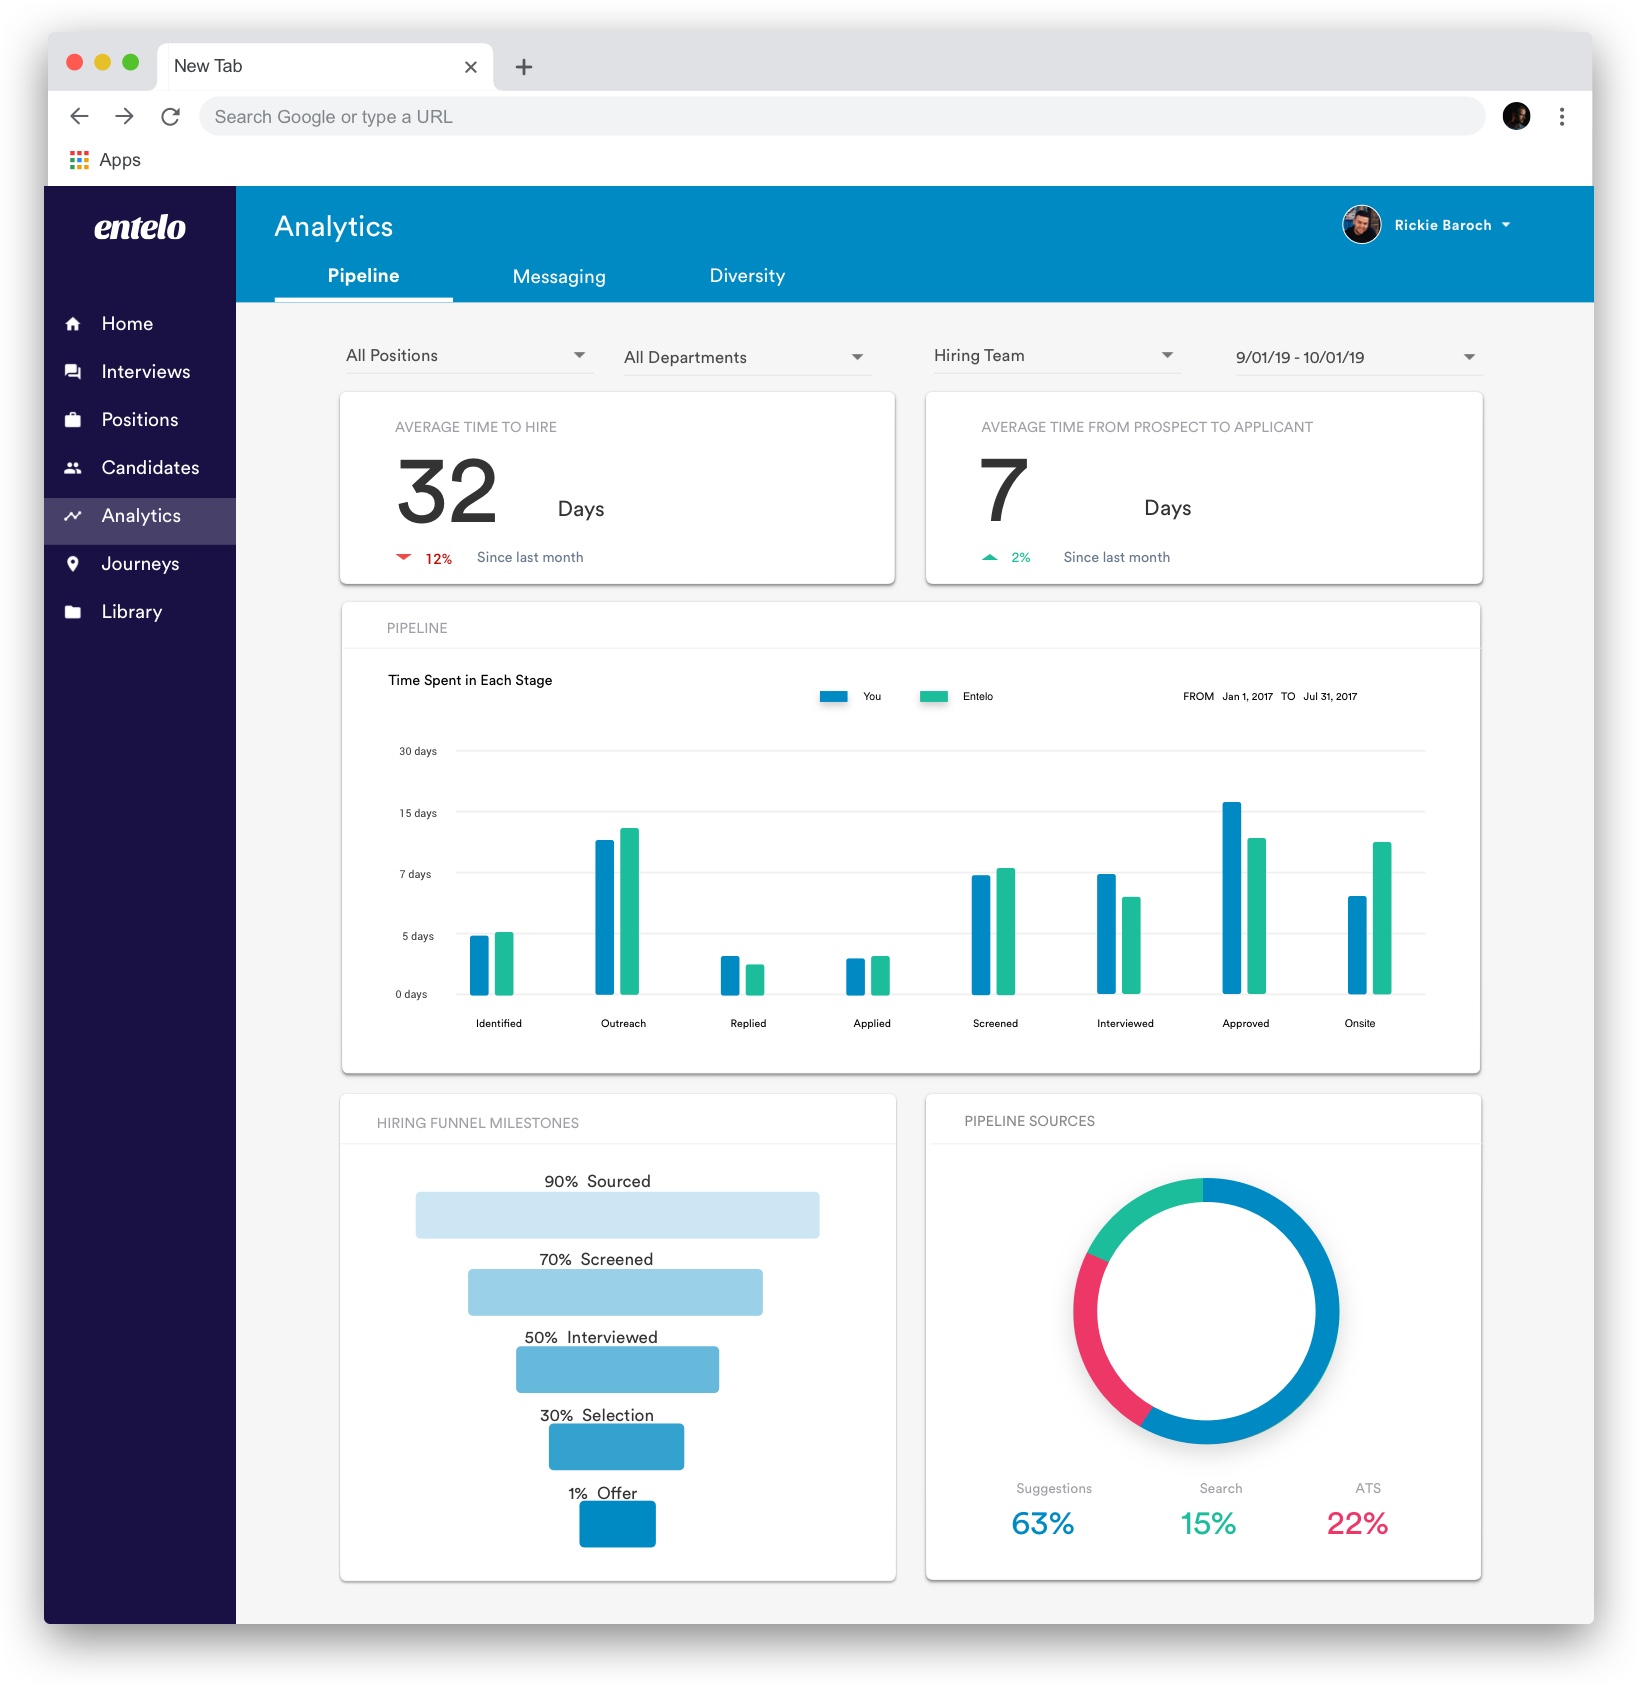 New Tab
Search Google or type a URL
Apps
entelo
Analytics
Rickie Baroch
Pipeline
Messaging
Diversity
Home
Interviews
Positions
Candidates
Analytics
Journeys
Library
All Positions
All Departments
Hiring Team
9/01/19 - 10/01/19
AVERAGE TIME TO HIRE
32 Days
12% Since last month
AVERAGE TIME FROM PROSPECT TO APPLICANT
7 Days
2% Since last month
PIPELINE
Time Spent in Each Stage
You
Entelo
FROM Jan 1, 2017 TO Jul 31, 2017
30 days
15 days
7 days
5 days
0 days
Identified
Outreach
Replied
Applied
Screened
Interviewed
Approved
Onsite
HIRING FUNNEL MILESTONES
90% Sourced
70% Screened
50% Interviewed
30% Selection
1% Offer
PIPELINE SOURCES
Suggestions
63%
Search
15%
ATS
22%